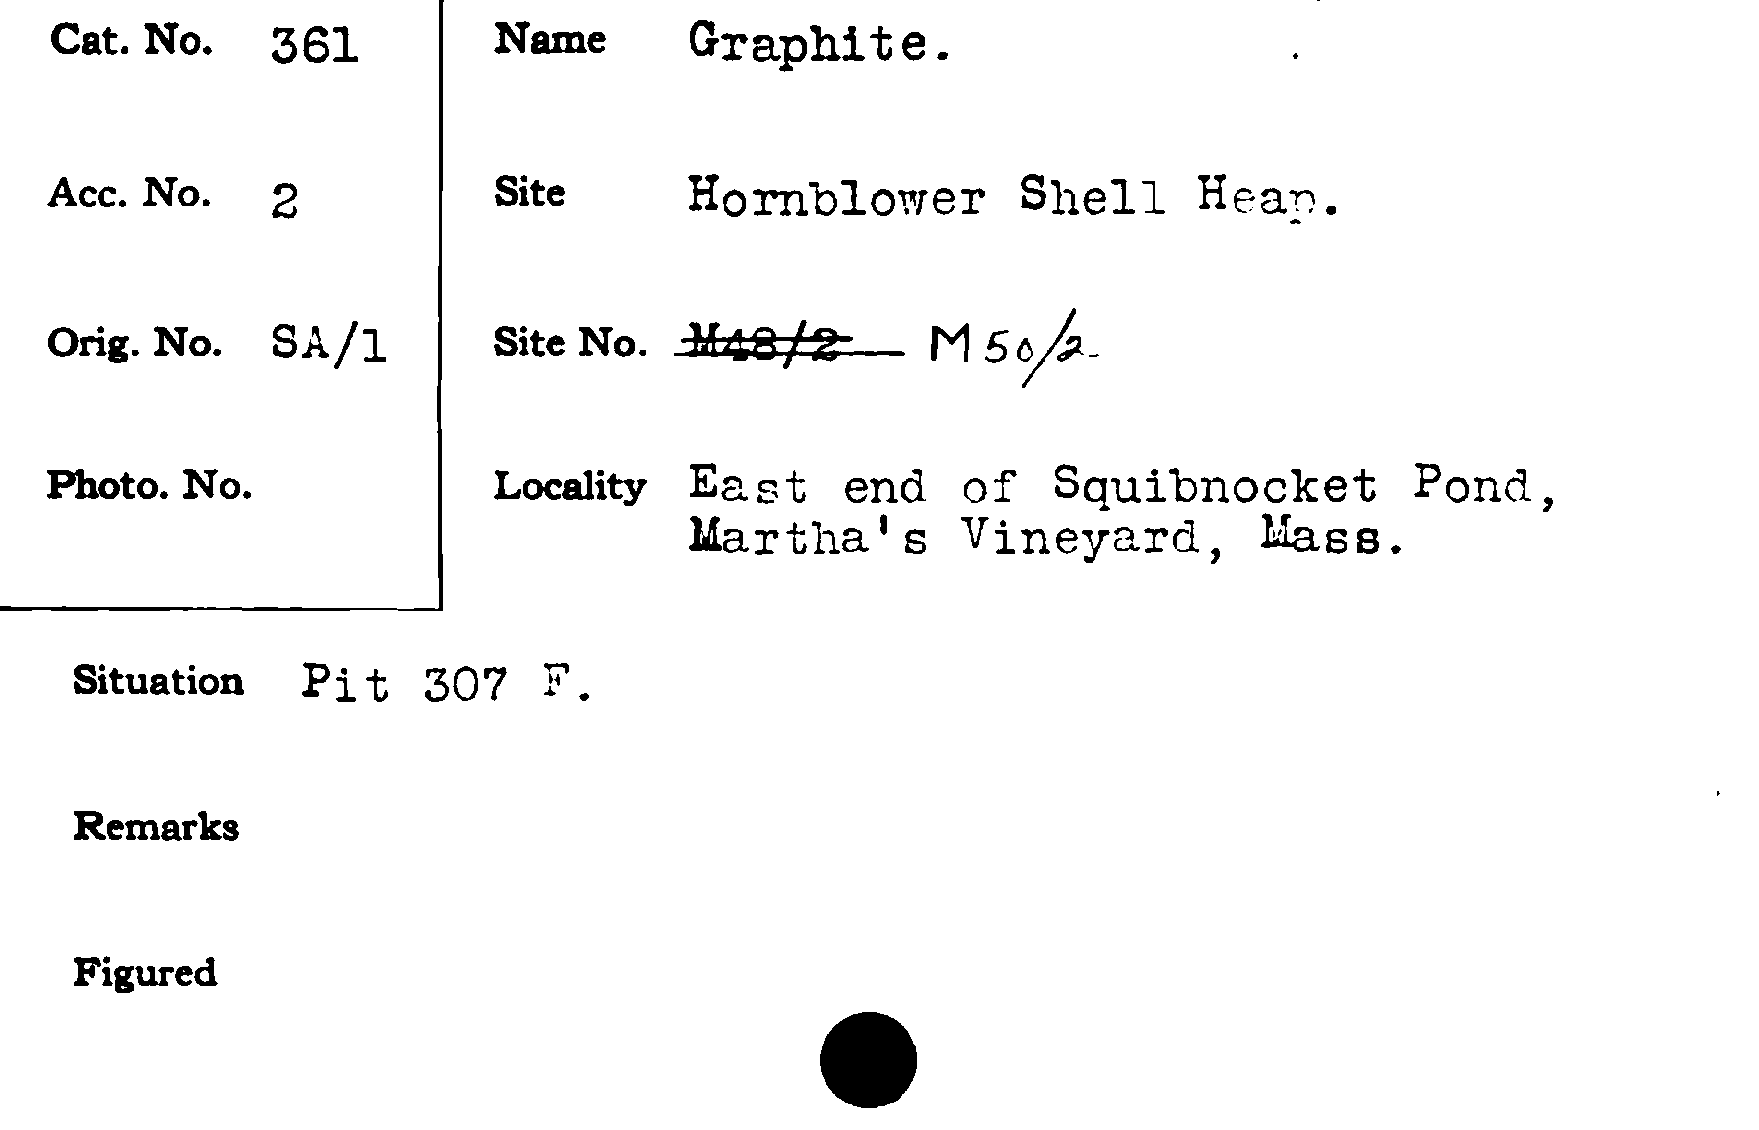 Cat. No. 361
Name Graphite.
Acc. No. 2
Site Hornblower Shell Heap.
Orig. No. SA/1
Site No. M48/2 M50/2
Photo. No.
Locality East end of Squibnocket Pond,
Martha's Vineyard, Mass.
Situation Pit 307 F.
Remarks
Figured